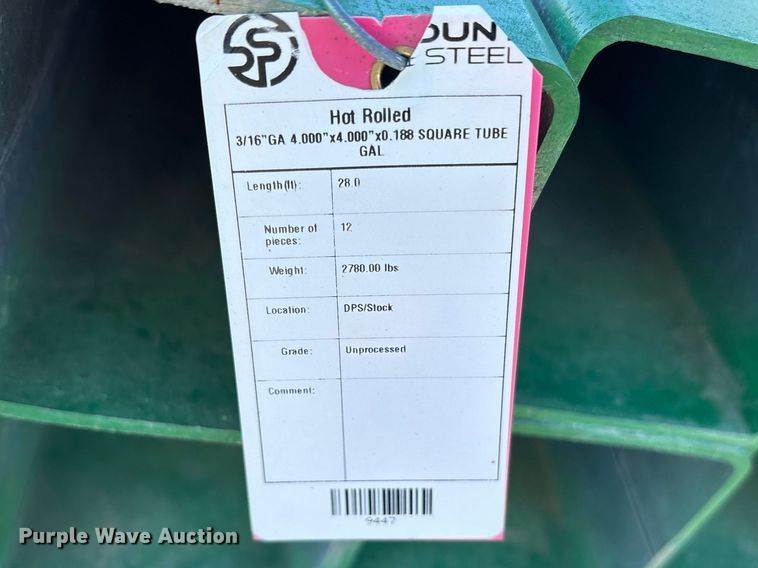 DSP
STEEL
Hot Rolled
3/16"GA 4.000"x4.000"x0.188 SQUARE TUBE
GAL
Length(ft): 28.0
Number of 12
pieces:
Weight: 2780.00 lbs
Location: DPS/Stock
Grade: Unprocessed
Comment:
9447
Purple Wave Auction